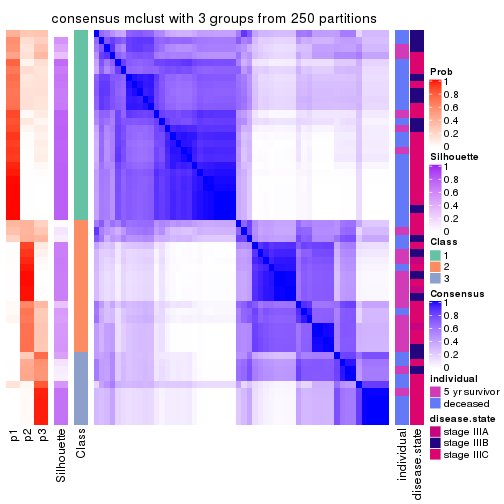 consensus mclust with 3 groups from 250 partitions
Prob
1
0.8
0.6
0.4
0.2
0
Silhouette
1
0.8
0.6
0.4
0.2
0
Class
1
2
3
Consensus
1
0.8
0.6
0.4
0.2
0
individual
5 yr survivor
deceased
disease.state
stage IIIA
stage IIIB
stage IIIC
p1
p2
p3
Silhouette
Class
individual
disease.state